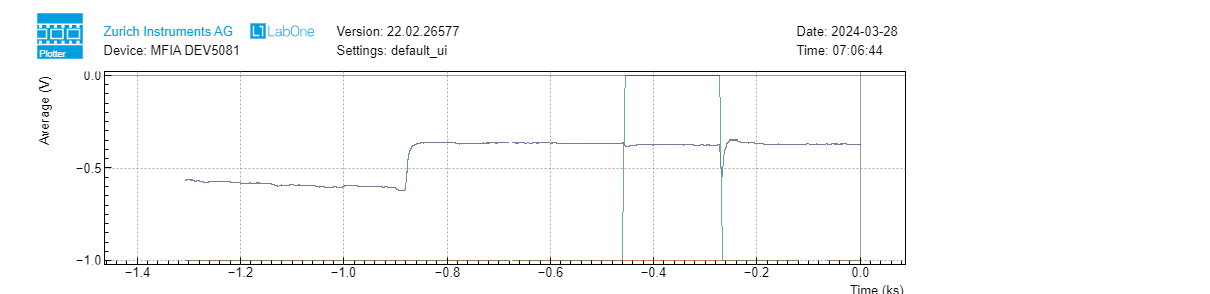 Zurich Instruments AG LabOne Version: 22.02.26577 Date: 2024-03-28
Plotter Device: MFIA DEV5081 Settings: default_ui Time: 07:06:44
Average (V)
0.0
−0.5
−1.0
−1.4 −1.2 −1.0 −0.8 −0.6 −0.4 −0.2 0.0
Time (ks)